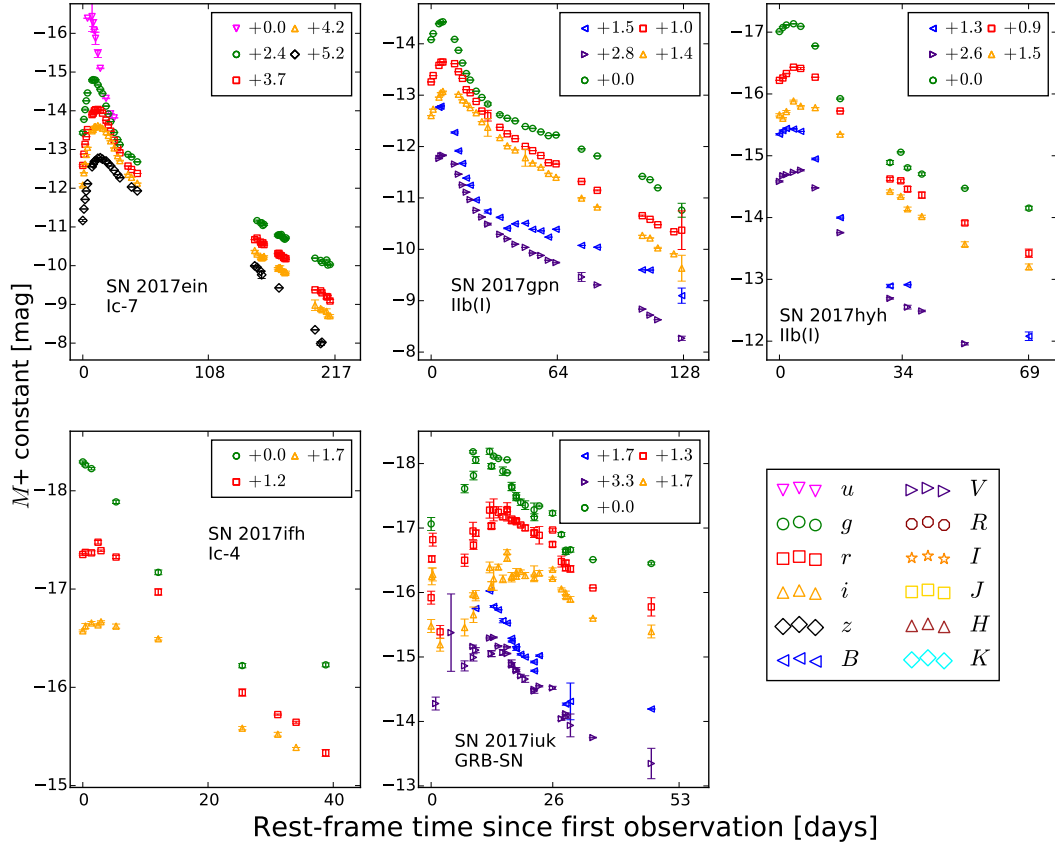 M+ constant [mag]
−16
−15
−14
−13
−12
−11
−10
−9
−8
+0.0 +4.2
+2.4 +5.2
+3.7
SN 2017ein
Ic-7
0 108 217
−14
−13
−12
−11
−10
−9
−8
+1.5 +1.0
+2.8 +1.4
+0.0
SN 2017gpn
IIb(I)
0 64 128
−17
−16
−15
−14
−13
−12
+1.3 +0.9
+2.6 +1.5
+0.0
SN 2017hyh
IIb(I)
0 34 69
−18
−17
−16
−15
+0.0 +1.7
+1.2
SN 2017ifh
Ic-4
0 20 40
−18
−17
−16
−15
−14
−13
+1.7 +1.3
+3.3 +1.7
+0.0
SN 2017iuk
GRB-SN
0 26 53
u V
g R
r I
i J
z H
B K
Rest-frame time since first observation [days]